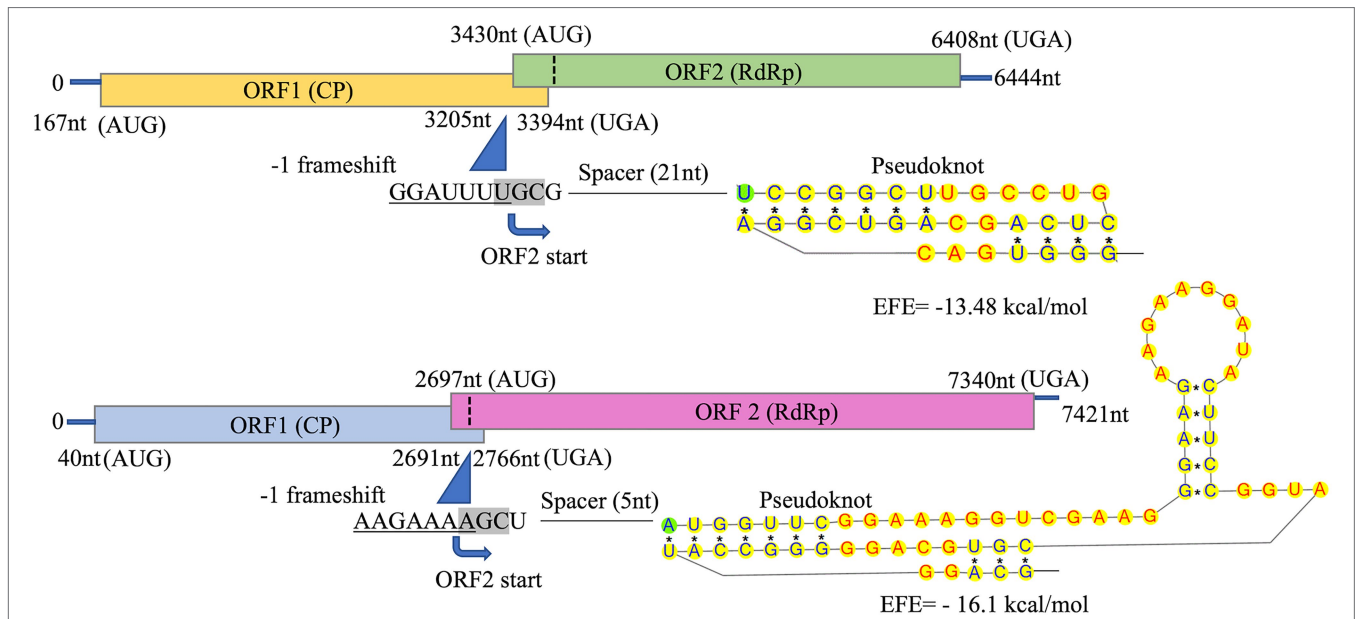 3430nt (AUG)
6408nt (UGA)
0
ORF1 (CP)
ORF2 (RdRp)
6444nt
167nt (AUG)
3205nt
3394nt (UGA)
-1 frameshift
GGAUUUUGCG
Spacer (21nt)
Pseudoknot
UCCGGCUUGCCUG
* * * * * * *
AGGCUGACGACUC
* * * *
CAGUGGG
ORF2 start
EFE= -13.48 kcal/mol
2697nt (AUG)
7340nt (UGA)
0
ORF1 (CP)
ORF 2 (RdRp)
7421nt
40nt (AUG)
2691nt
2766nt (UGA)
-1 frameshift
AAGAAAAGCU
Spacer (5nt)
Pseudoknot
AUGGUUCGGAAAGGUCGAAG
GGAAGAAGAAGGAUACUUCCGGUA
* * * * *
* * * * * *
UACCGGGGGACGUGC
* * *
GGACG
ORF2 start
EFE= - 16.1 kcal/mol